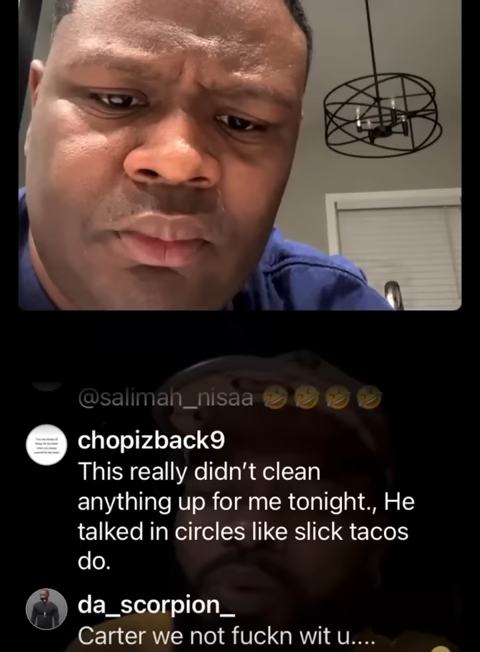 @salimah_nisaa 🤣🤣🤣🤣
chopizback9
This really didn't clean
anything up for me tonight., He
talked in circles like slick tacos
do.
da_scorpion_
Carter we not fuckn wit u....